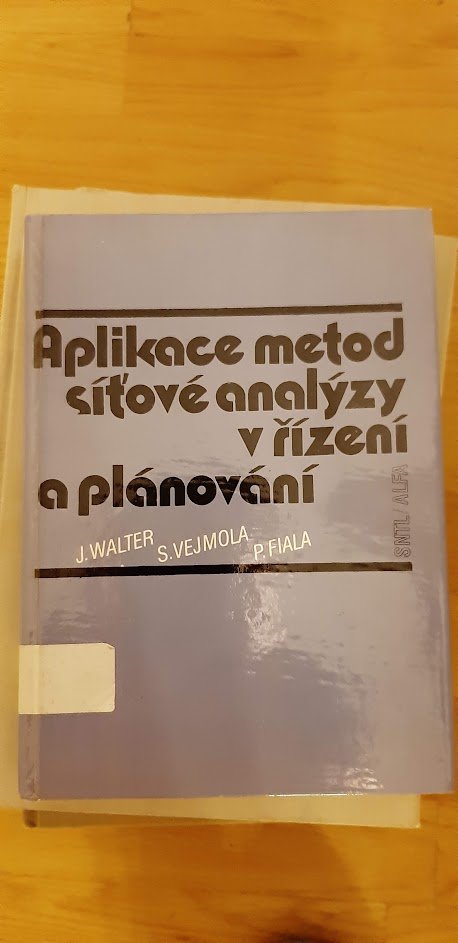 Aplikace metod
síťové analýzy
v řízení
a plánování
J. WALTER S. VEJMOLA P. FIALA
SNTL/ALFA